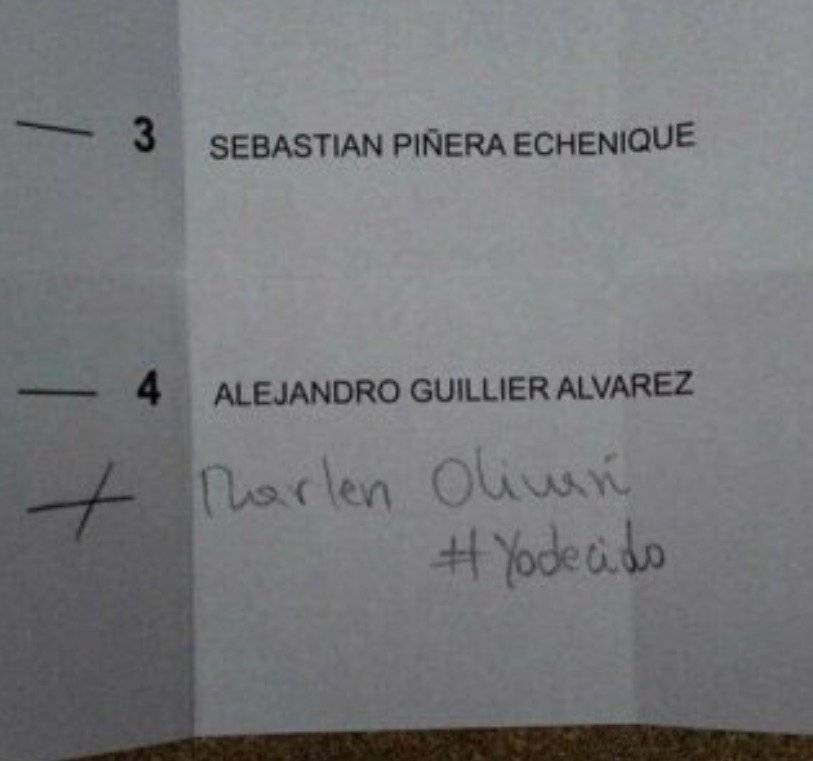 3 SEBASTIAN PIÑERA ECHENIQUE
4 ALEJANDRO GUILLIER ALVAREZ
Marlen Olivari
#Yodecido